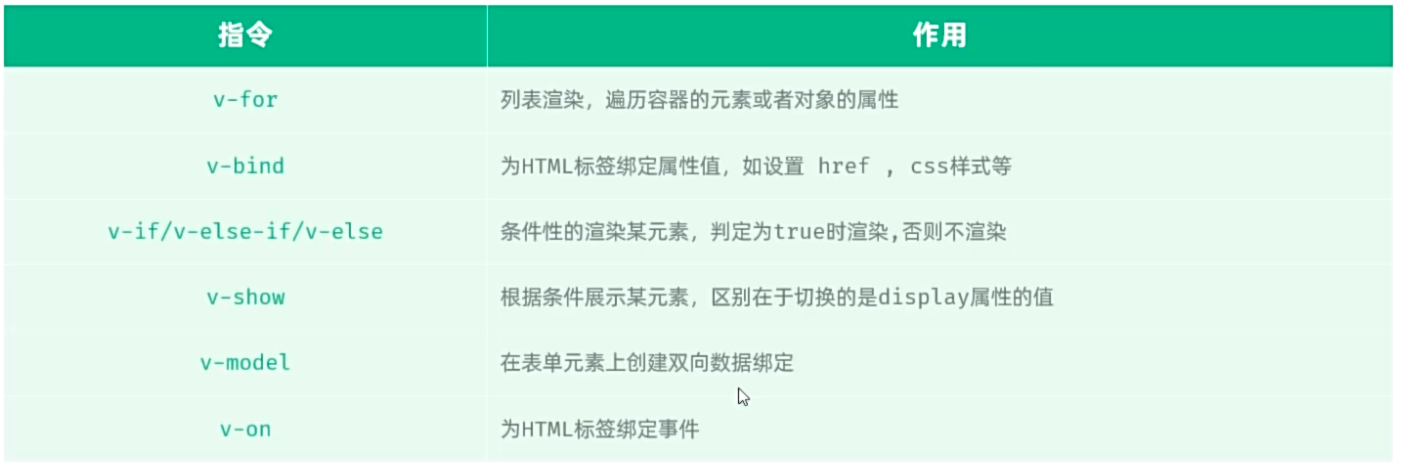 指令 作用
v-for 列表渲染，遍历容器的元素或者对象的属性
v-bind 为HTML标签绑定属性值，如设置 href , css样式等
v-if/v-else-if/v-else 条件性的渲染某元素，判定为true时渲染,否则不渲染
v-show 根据条件展示某元素，区别在于切换的是display属性的值
v-model 在表单元素上创建双向数据绑定
v-on 为HTML标签绑定事件